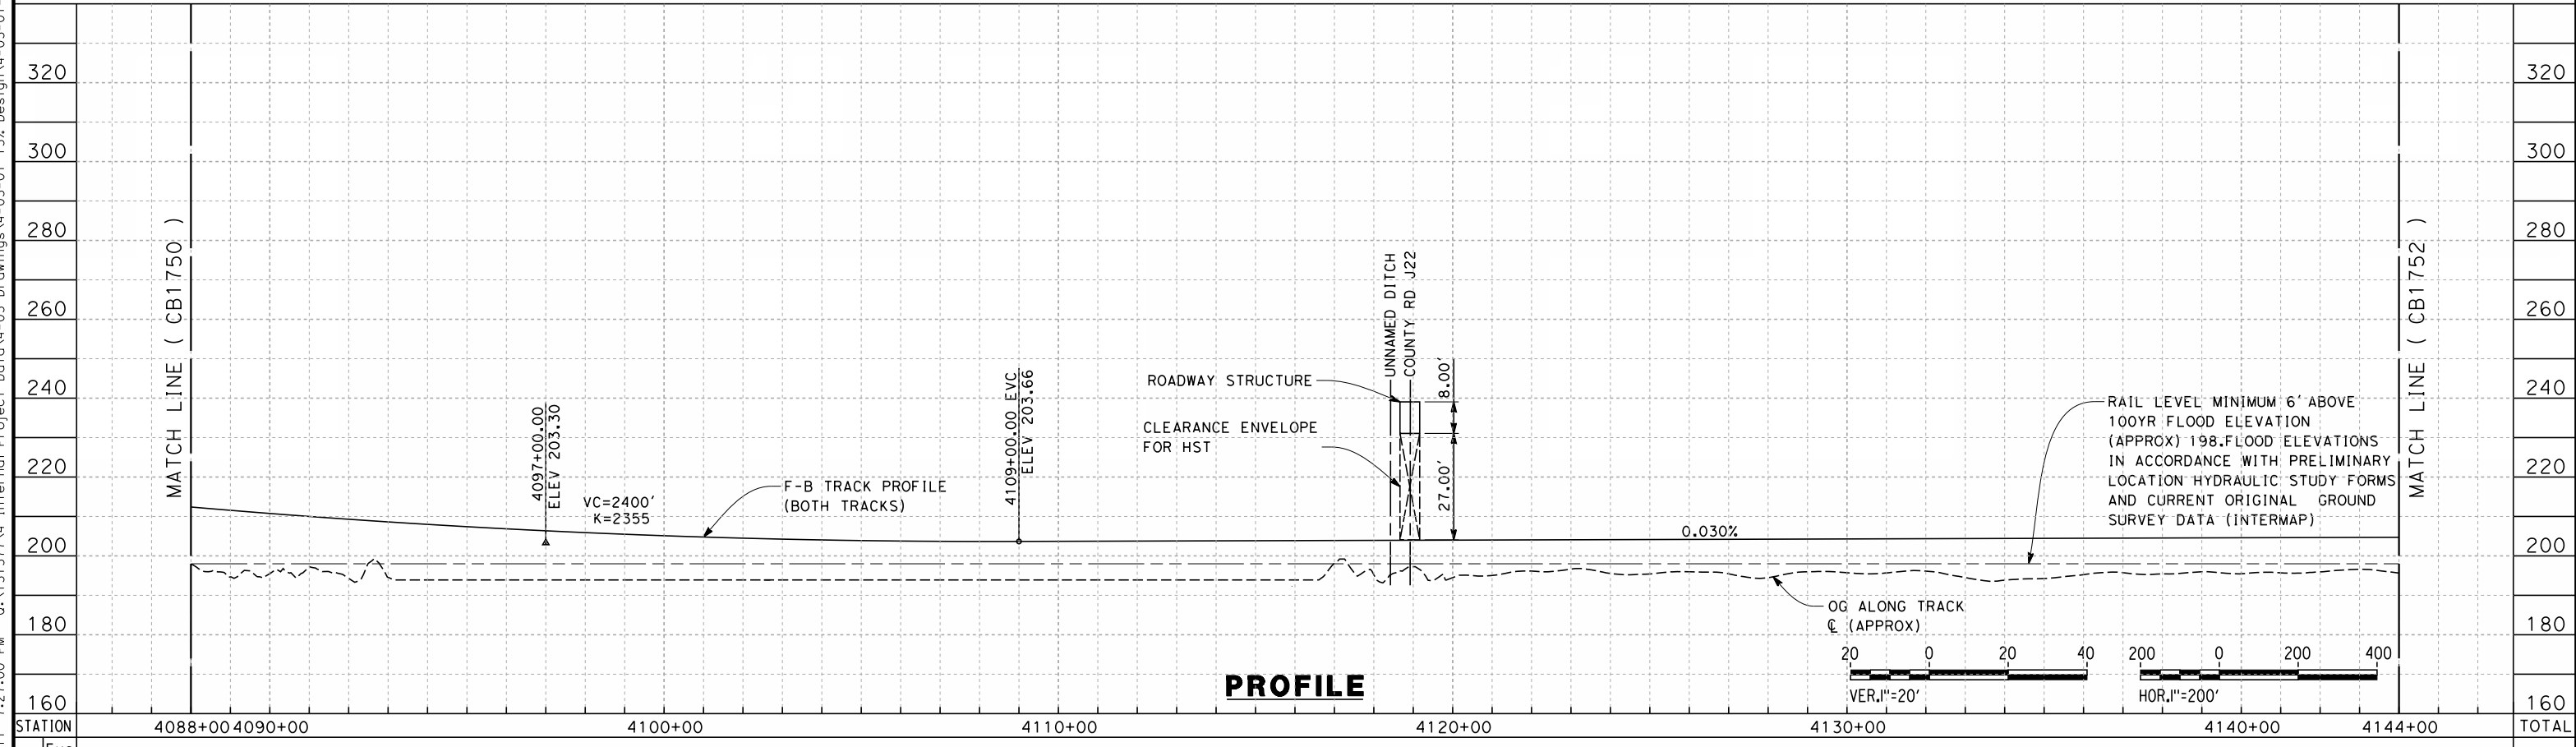 320
300
280
260
240
220
200
180
160
MATCH LINE ( CB1750 )
4097+00.00
ELEV 203.30
VC=2400'
K=2355
F-B TRACK PROFILE
(BOTH TRACKS)
4109+00.00 EVC
ELEV 203.66
ROADWAY STRUCTURE
CLEARANCE ENVELOPE
FOR HST
UNNAMED DITCH
COUNTY RD J22
8.00'
27.00'
0.030%
RAIL LEVEL MINIMUM 6' ABOVE
100YR FLOOD ELEVATION
(APPROX) 198.FLOOD ELEVATIONS
IN ACCORDANCE WITH PRELIMINARY
LOCATION HYDRAULIC STUDY FORMS
AND CURRENT ORIGINAL GROUND
SURVEY DATA (INTERMAP)
OG ALONG TRACK
℄ (APPROX)
MATCH LINE ( CB1752 )
320
300
280
260
240
220
200
180
160
20 0 20 40
VER.1"=20'
200 0 200 400
HOR.1"=200'
PROFILE
STATION 4088+00 4090+00 4100+00 4110+00 4120+00 4130+00 4140+00 4144+00 TOTAL